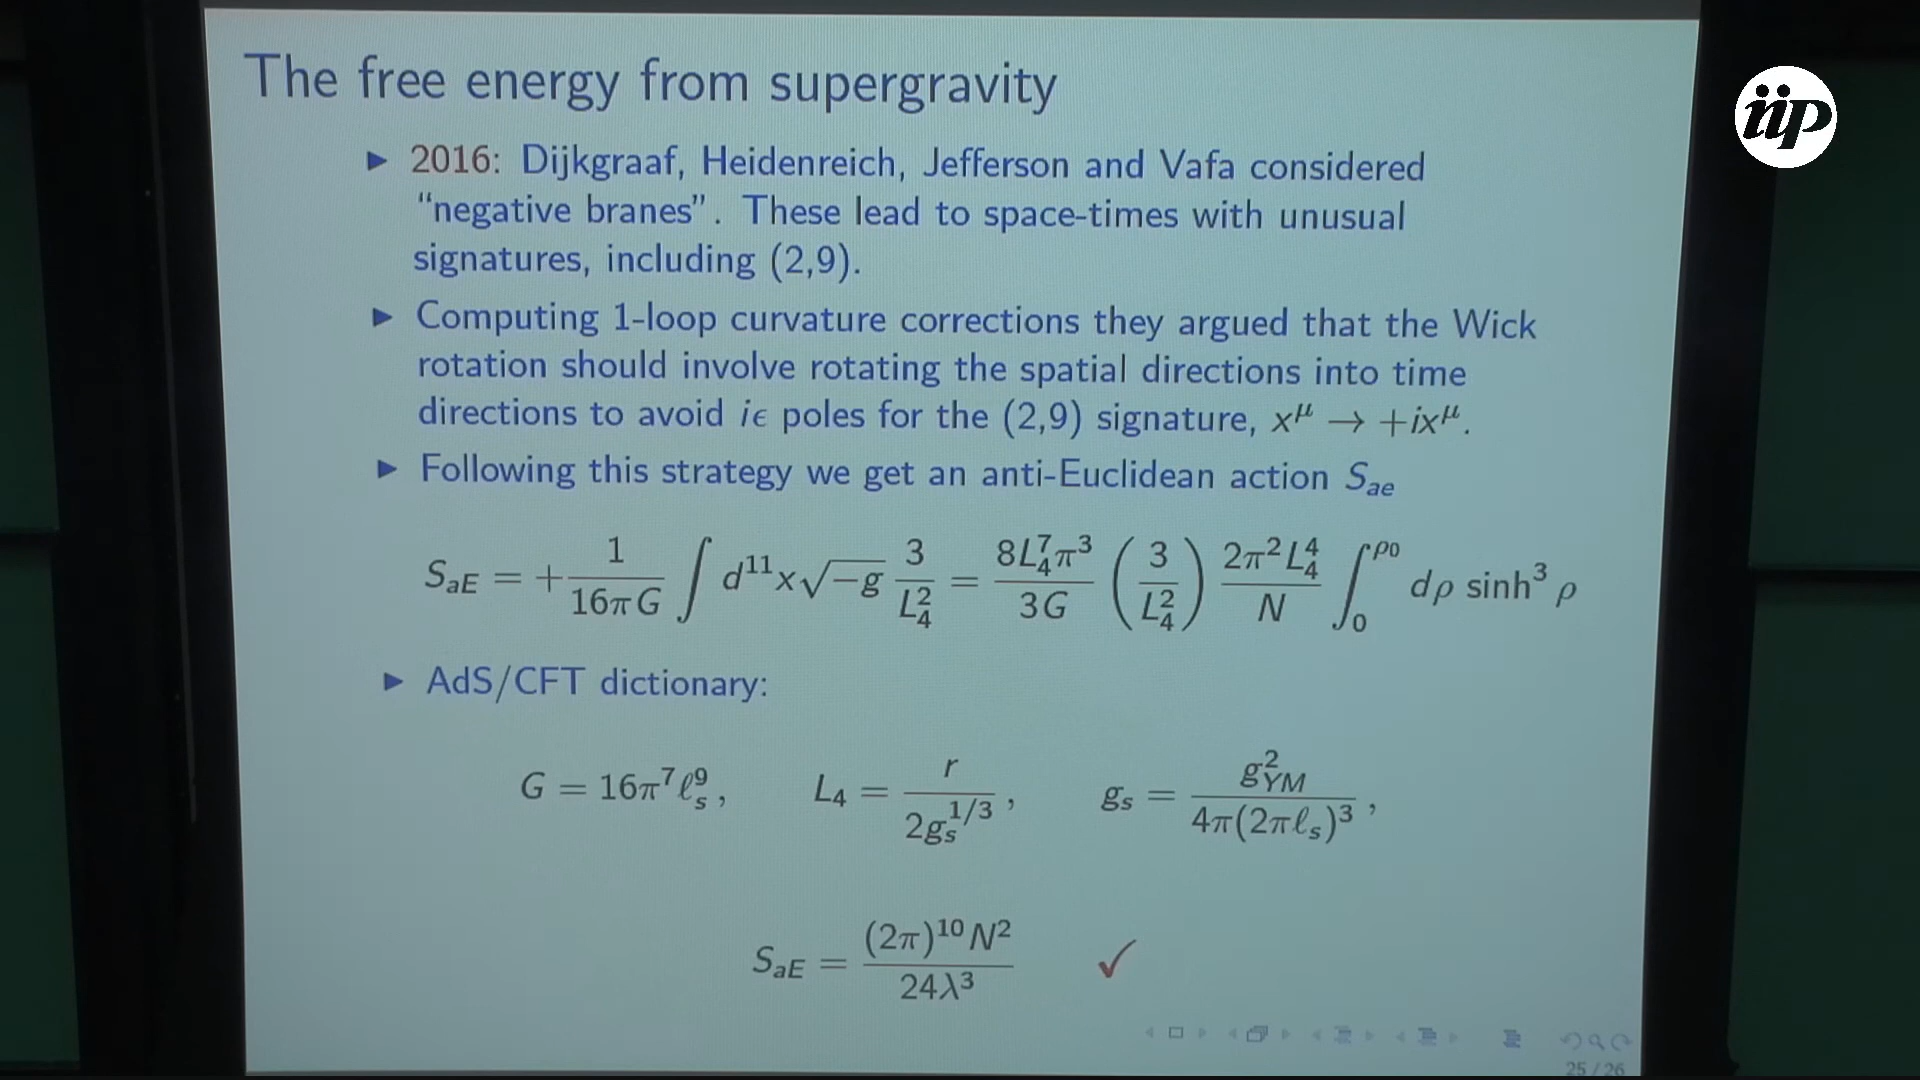 The free energy from supergravity
iip
▶ 2016: Dijkgraaf, Heidenreich, Jefferson and Vafa considered
“negative branes”. These lead to space-times with unusual
signatures, including (2,9).
▶ Computing 1-loop curvature corrections they argued that the Wick
rotation should involve rotating the spatial directions into time
directions to avoid iϵ poles for the (2,9) signature, x^μ → +ix^μ.
▶ Following this strategy we get an anti-Euclidean action S_ae
S_aE = + 1/(16πG) ∫ d^11x √−g 3/L_4^2 = 8L_4^7π^3/(3G) (3/L_4^2) 2π^2L_4^4/N ∫_0^ρ0 dρ sinh^3 ρ
▶ AdS/CFT dictionary:
G = 16π^7ℓ_s^9, L_4 = r/(2g_s^1/3), g_s = g_YM^2/(4π(2πℓ_s)^3),
S_aE = (2π)^10 N^2/(24λ^3) ✓
25 / 26